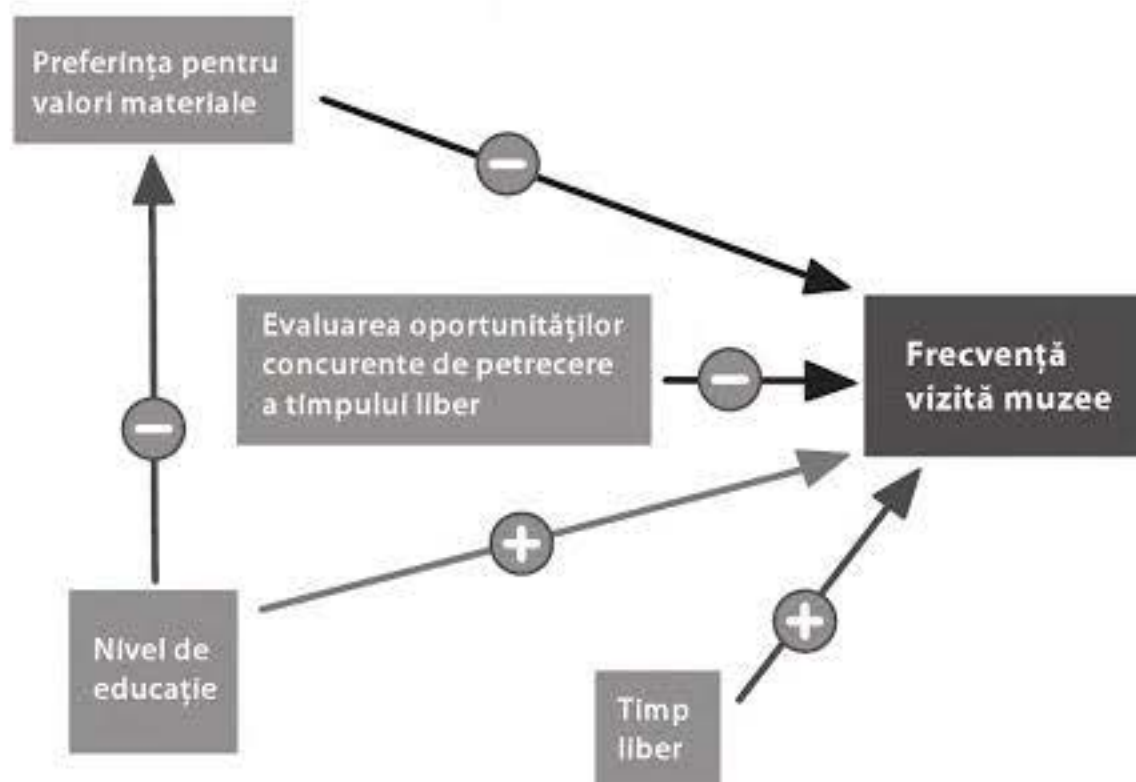 Preferința pentru
valori materiale
Evaluarea oportunităților
concurente de petrecere
a timpului liber
Frecvență
vizită muzee
Nivel de
educație
Timp
liber